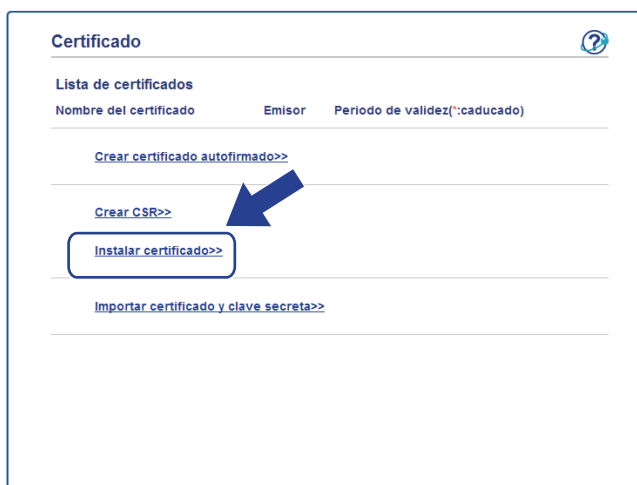 Certificado
Lista de certificados
Nombre del certificado Emisor Periodo de validez(*:caducado)
Crear certificado autofirmado>>
Crear CSR>>
Instalar certificado>>
Importar certificado y clave secreta>>